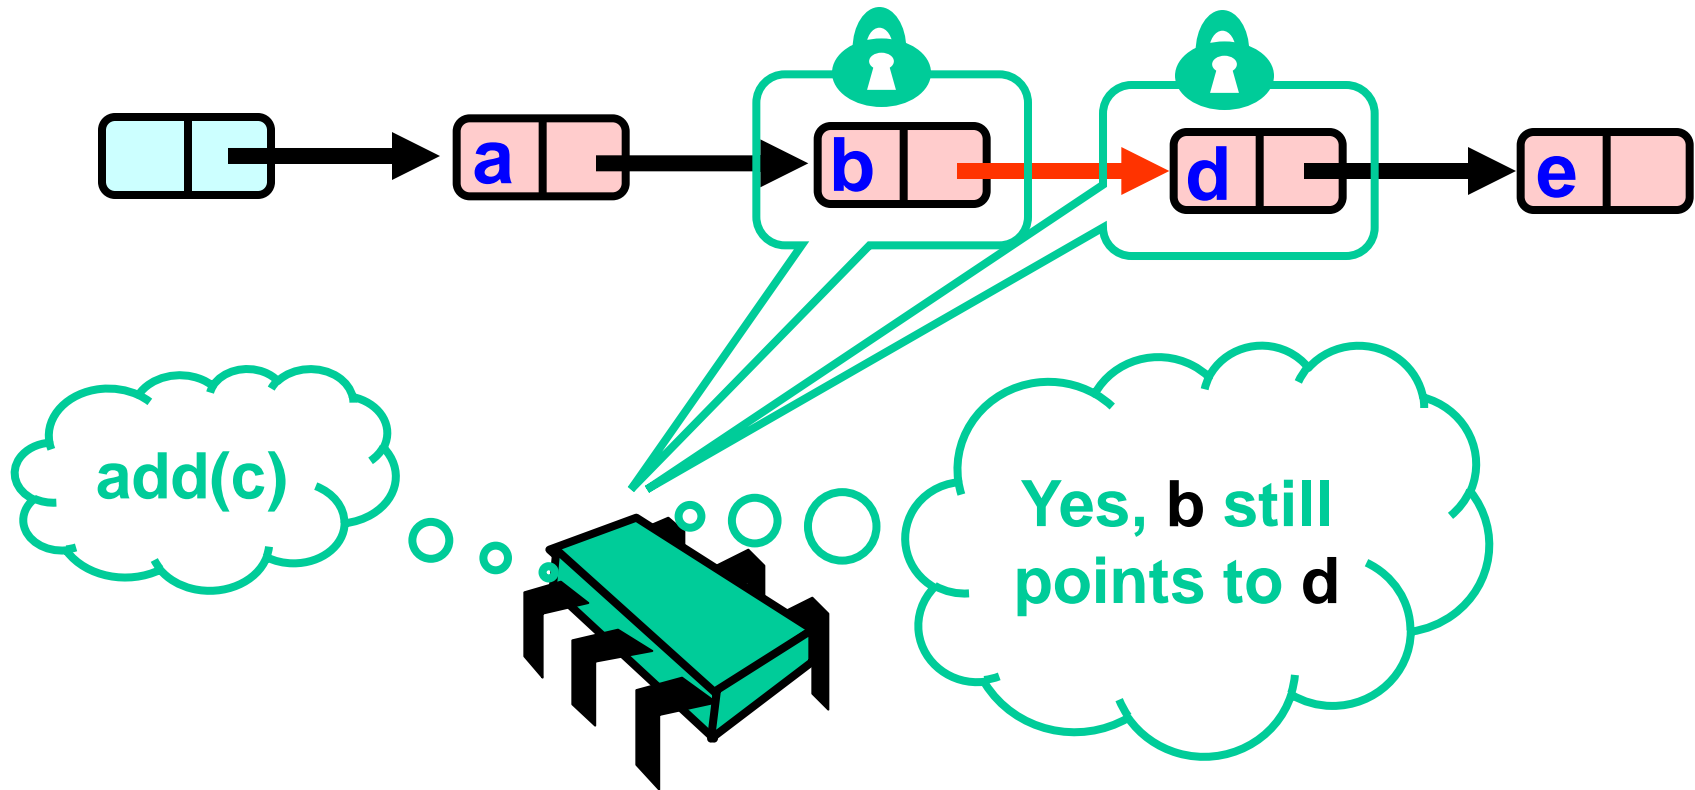 a
b
d
e
add(c)
Yes, b still
points to d